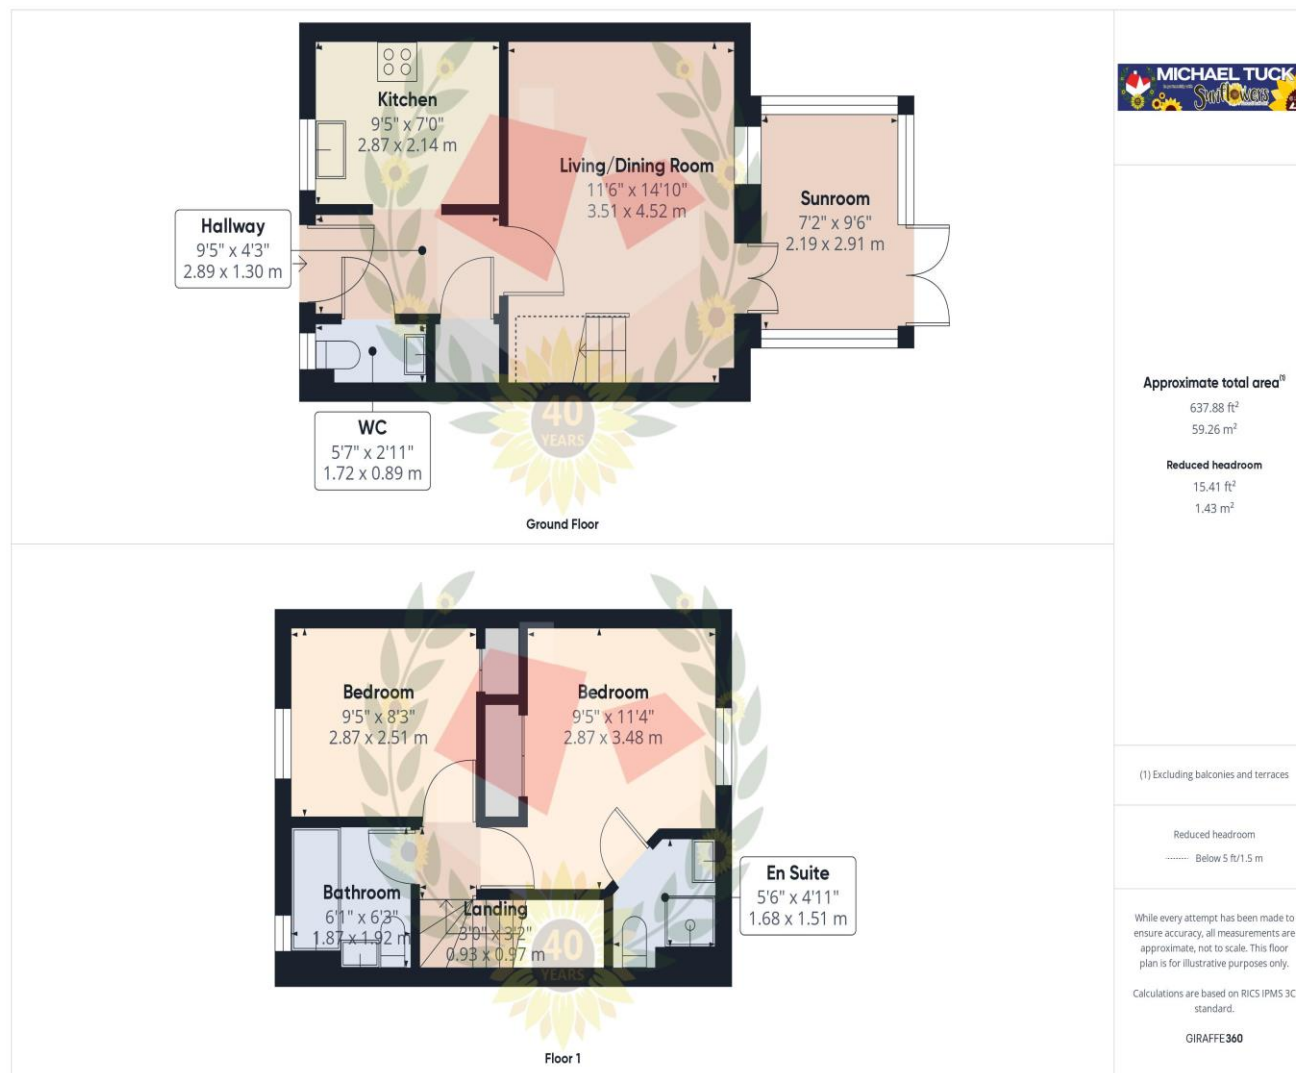 Kitchen
9'5" x 7'0"
2.87 x 2.14 m
Living/Dining Room
11'6" x 14'10"
3.51 x 4.52 m
Sunroom
7'2" x 9'6"
2.19 x 2.91 m
Hallway
9'5" x 4'3"
2.89 x 1.30 m
WC
5'7" x 2'11"
1.72 x 0.89 m
40
YEARS
Ground Floor
Bedroom
9'5" x 8'3"
2.87 x 2.51 m
Bedroom
9'5" x 11'4"
2.87 x 3.48 m
Bathroom
6'1" x 6'3"
1.87 x 1.92 m
Landing
3'0" x 3'2"
0.93 x 0.97 m
En Suite
5'6" x 4'11"
1.68 x 1.51 m
40
YEARS
Floor 1
MICHAEL TUCK
Sunflowers
Approximate total area(1)
637.88 ft²
59.26 m²
Reduced headroom
15.41 ft²
1.43 m²
(1) Excluding balconies and terraces
Reduced headroom
Below 5 ft/1.5 m
While every attempt has been made to
ensure accuracy, all measurements are
approximate, not to scale. This floor
plan is for illustrative purposes only.
Calculations are based on RICS IPMS 3C
standard.
GIRAFFE360